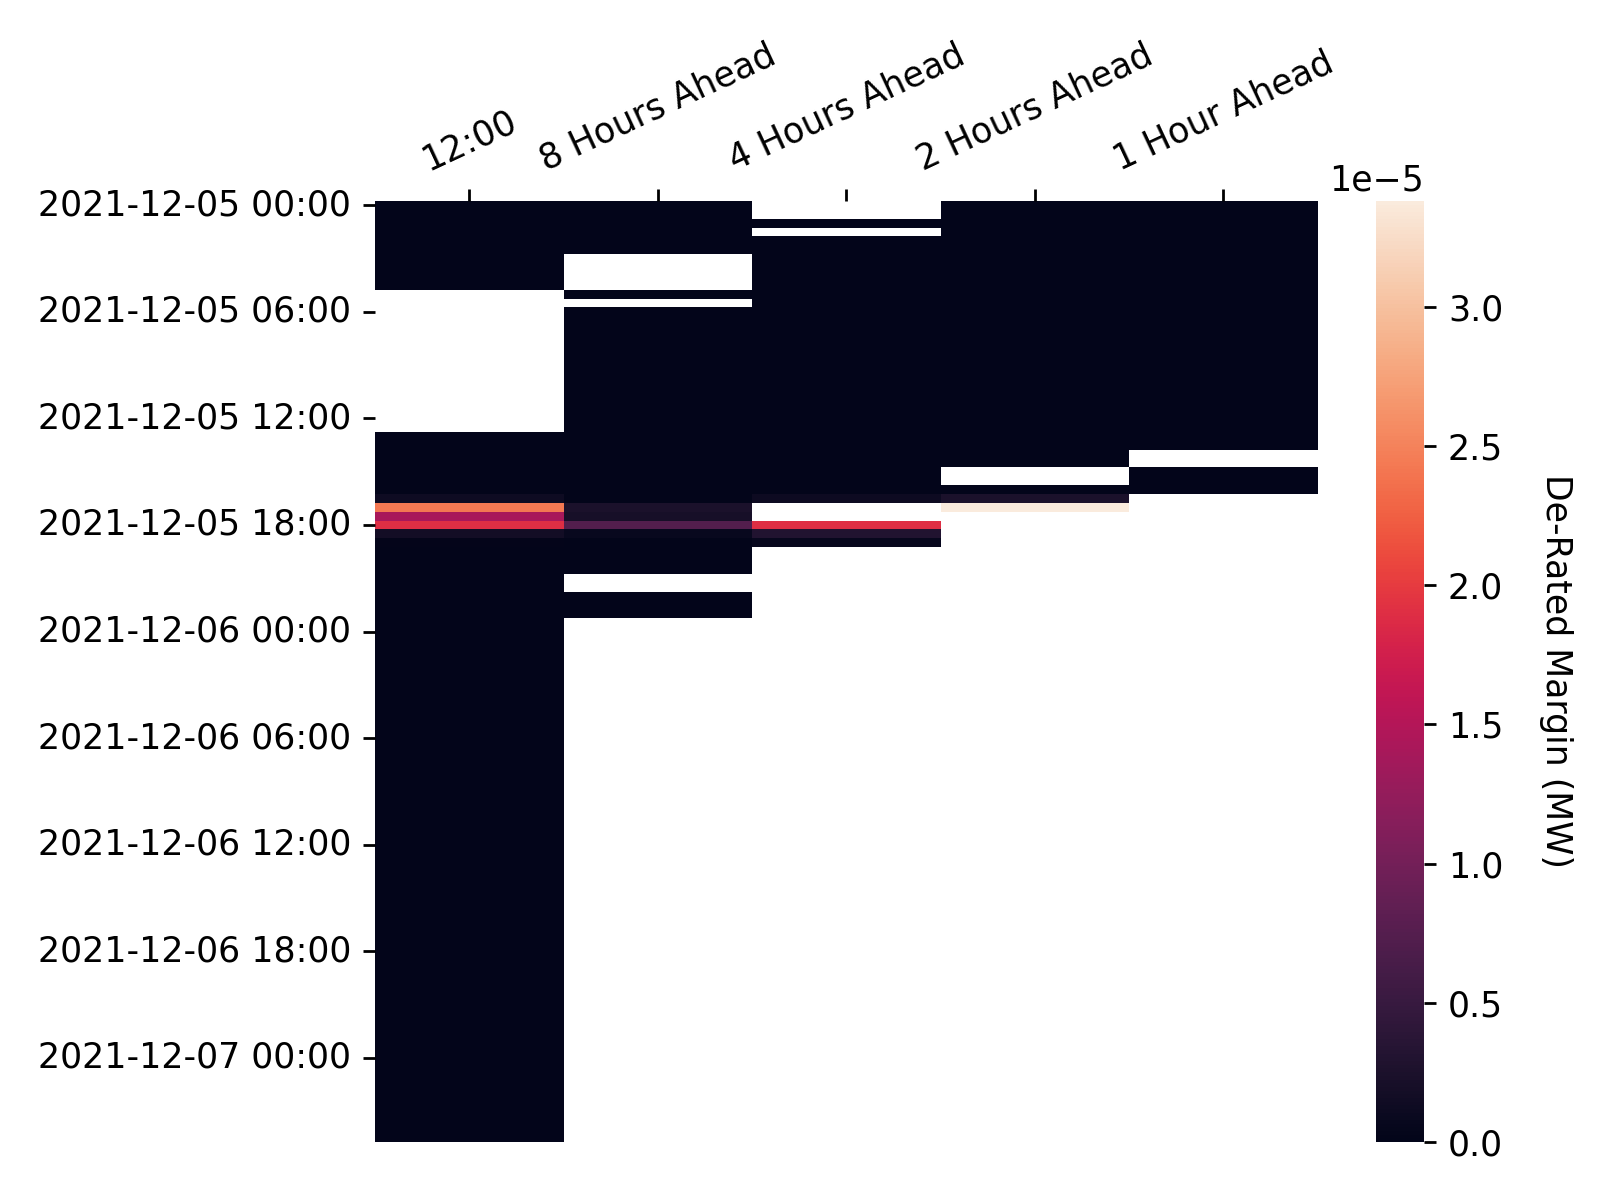 12:00
8 Hours Ahead
4 Hours Ahead
2 Hours Ahead
1 Hour Ahead
1e−5
2021-12-05 00:00
2021-12-05 06:00
2021-12-05 12:00
2021-12-05 18:00
2021-12-06 00:00
2021-12-06 06:00
2021-12-06 12:00
2021-12-06 18:00
2021-12-07 00:00
3.0
2.5
2.0
1.5
1.0
0.5
0.0
De-Rated Margin (MW)